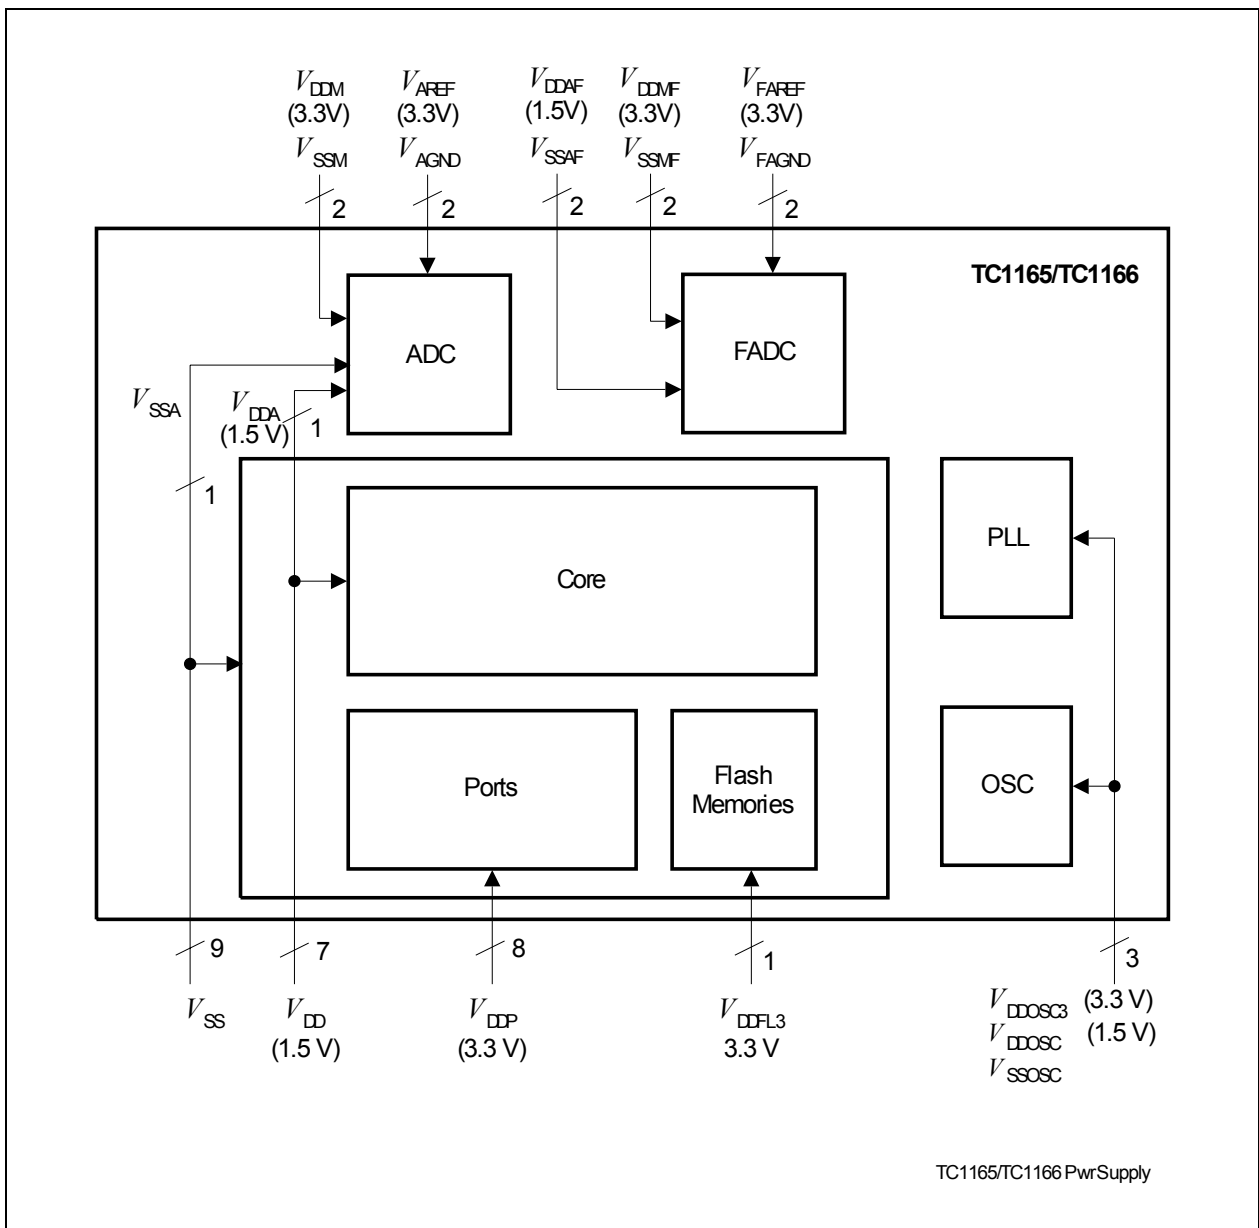 VDDM VAREF VDDAF VDDMF VFAREF
(3.3V) (3.3V) (1.5V) (3.3V) (3.3V)
VSSM VAGND VSSAF VSSMF VFAGND
2 2 2 2 2
TC1165/TC1166
ADC FADC
VSSA VDDA 1
(1.5 V)
1
PLL
Core
Ports
Flash
Memories
OSC
9 7 8 1 3
VSS VDD VDDP VDDFL3 VDDOSC3 (3.3 V)
(1.5 V) (3.3 V) 3.3 V VDDOSC (1.5 V)
VSSOSC
TC1165/TC1166 PwrSupply